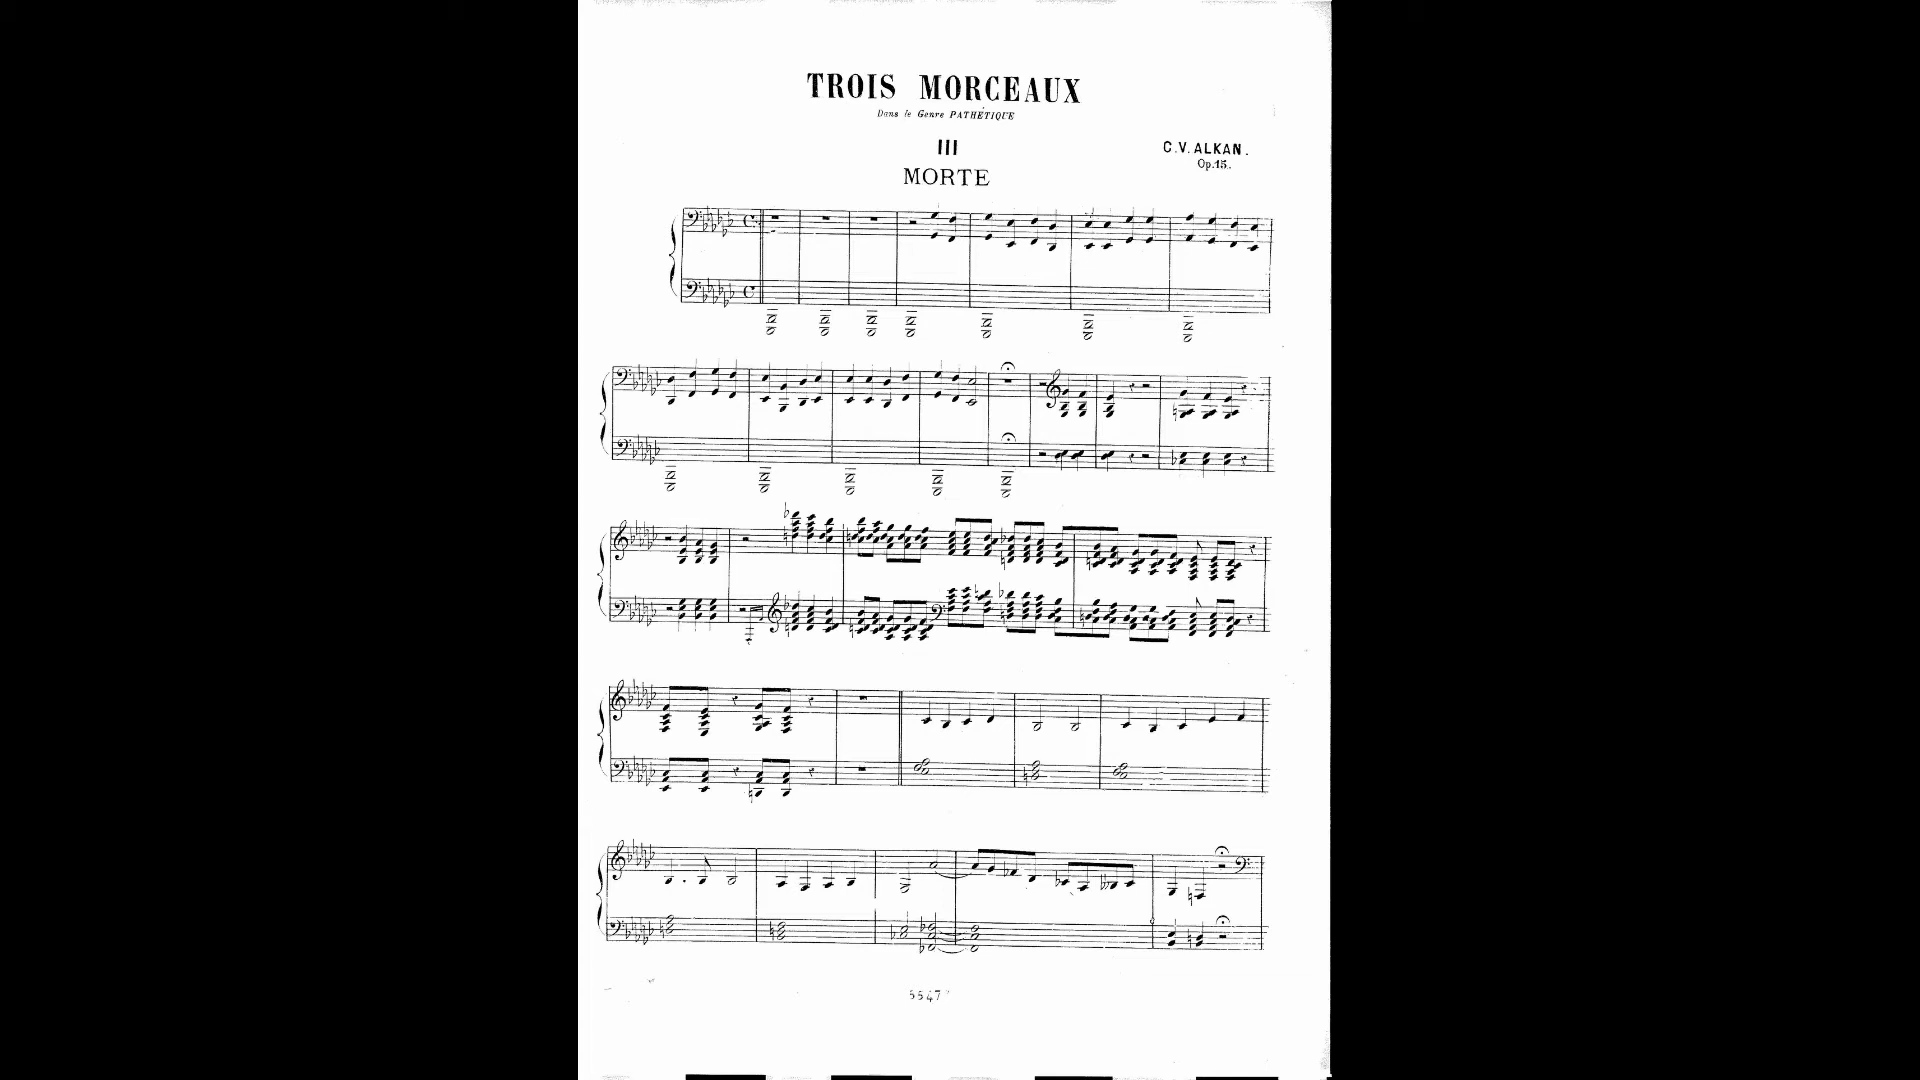 TROIS MORCEAUX
Dans le Genre PATHÉTIQUE
III
MORTE
C.V. ALKAN.
Op.15.
5547